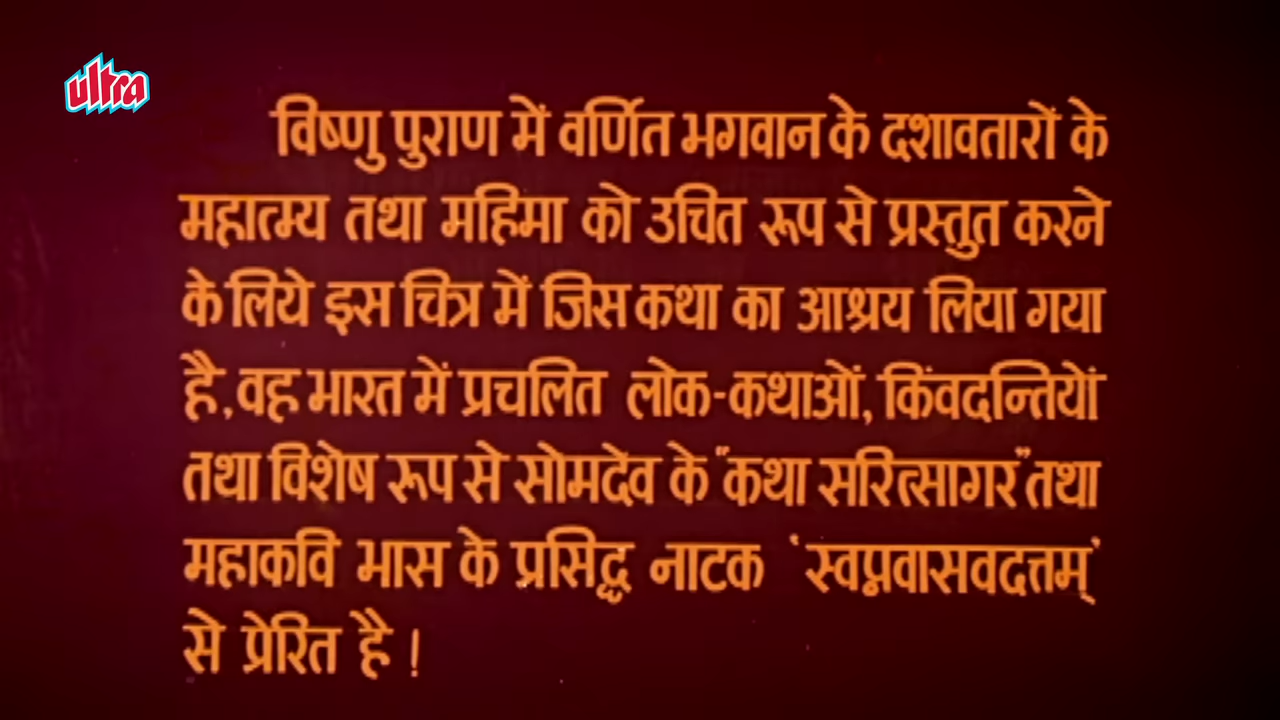 ultra
विष्णु पुराण में वर्णित भगवान के दशावतारों के
महात्म्य तथा महिमा को उचित रूप से प्रस्तुत करने
के लिये इस चित्र में जिस कथा का आश्रय लिया गया
है, वह भारत में प्रचलित लोक-कथाओं, किंवदन्तियों
तथा विशेष रूप से सोमदेव के "कथा सरित्सागर" तथा
महाकवि भास के प्रसिद्ध नाटक 'स्वप्नवासवदत्तम्'
से प्रेरित है !